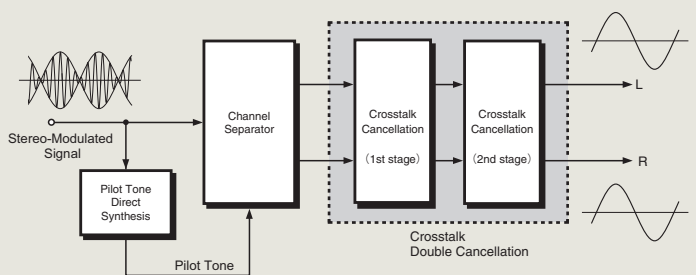 Stereo-Modulated
Signal
Pilot Tone
Direct
Synthesis
Pilot Tone
Channel
Separator
Crosstalk
Cancellation
(1st stage)
Crosstalk
Cancellation
(2nd stage)
L
R
Crosstalk
Double Cancellation